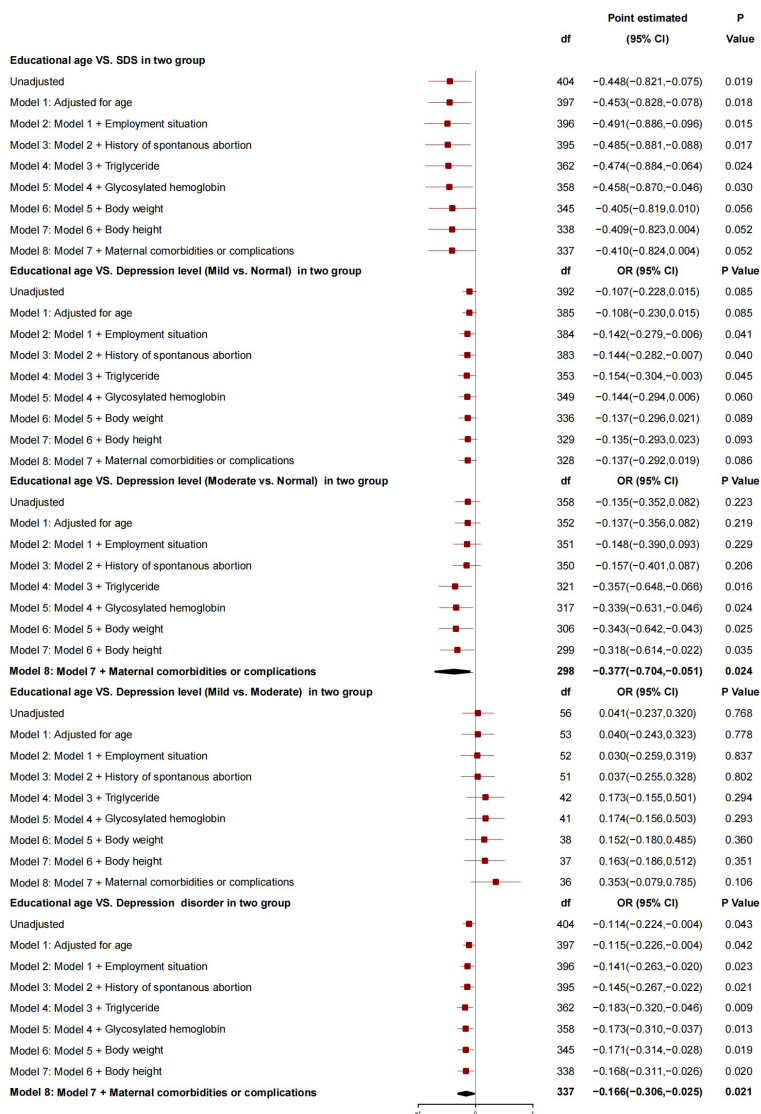 Point estimated P
df (95% CI) Value
Educational age VS. SDS in two group
Unadjusted 404 −0.448(−0.821,−0.075) 0.019
Model 1: Adjusted for age 397 −0.453(−0.828,−0.078) 0.018
Model 2: Model 1 + Employment situation 396 −0.491(−0.886,−0.096) 0.015
Model 3: Model 2 + History of spontanous abortion 395 −0.485(−0.881,−0.088) 0.017
Model 4: Model 3 + Triglyceride 362 −0.474(−0.884,−0.064) 0.024
Model 5: Model 4 + Glycosylated hemoglobin 358 −0.458(−0.870,−0.046) 0.030
Model 6: Model 5 + Body weight 345 −0.405(−0.819,0.010) 0.056
Model 7: Model 6 + Body height 338 −0.409(−0.823,0.004) 0.052
Model 8: Model 7 + Maternal comorbidities or complications 337 −0.410(−0.824,0.004) 0.052
Educational age VS. Depression level (Mild vs. Normal) in two group df OR (95% CI) P Value
Unadjusted 392 −0.107(−0.228,0.015) 0.085
Model 1: Adjusted for age 385 −0.108(−0.230,0.015) 0.085
Model 2: Model 1 + Employment situation 384 −0.142(−0.279,−0.006) 0.041
Model 3: Model 2 + History of spontanous abortion 383 −0.144(−0.282,−0.007) 0.040
Model 4: Model 3 + Triglyceride 353 −0.154(−0.304,−0.003) 0.045
Model 5: Model 4 + Glycosylated hemoglobin 349 −0.144(−0.294,0.006) 0.060
Model 6: Model 5 + Body weight 336 −0.137(−0.296,0.021) 0.089
Model 7: Model 6 + Body height 329 −0.135(−0.293,0.023) 0.093
Model 8: Model 7 + Maternal comorbidities or complications 328 −0.137(−0.292,0.019) 0.086
Educational age VS. Depression level (Moderate vs. Normal) in two group df OR (95% CI) P Value
Unadjusted 358 −0.135(−0.352,0.082) 0.223
Model 1: Adjusted for age 352 −0.137(−0.356,0.082) 0.219
Model 2: Model 1 + Employment situation 351 −0.148(−0.390,0.093) 0.229
Model 3: Model 2 + History of spontanous abortion 350 −0.157(−0.401,0.087) 0.206
Model 4: Model 3 + Triglyceride 321 −0.357(−0.648,−0.066) 0.016
Model 5: Model 4 + Glycosylated hemoglobin 317 −0.339(−0.631,−0.046) 0.024
Model 6: Model 5 + Body weight 306 −0.343(−0.642,−0.043) 0.025
Model 7: Model 6 + Body height 299 −0.318(−0.614,−0.022) 0.035
Model 8: Model 7 + Maternal comorbidities or complications 298 −0.377(−0.704,−0.051) 0.024
Educational age VS. Depression level (Mild vs. Moderate) in two group df OR (95% CI) P Value
Unadjusted 56 0.041(−0.237,0.320) 0.768
Model 1: Adjusted for age 53 0.040(−0.243,0.323) 0.778
Model 2: Model 1 + Employment situation 52 0.030(−0.259,0.319) 0.837
Model 3: Model 2 + History of spontanous abortion 51 0.037(−0.255,0.328) 0.802
Model 4: Model 3 + Triglyceride 42 0.173(−0.155,0.501) 0.294
Model 5: Model 4 + Glycosylated hemoglobin 41 0.174(−0.156,0.503) 0.293
Model 6: Model 5 + Body weight 38 0.152(−0.180,0.485) 0.360
Model 7: Model 6 + Body height 37 0.163(−0.186,0.512) 0.351
Model 8: Model 7 + Maternal comorbidities or complications 36 0.353(−0.079,0.785) 0.106
Educational age VS. Depression disorder in two group df OR (95% CI) P Value
Unadjusted 404 −0.114(−0.224,−0.004) 0.043
Model 1: Adjusted for age 397 −0.115(−0.226,−0.004) 0.042
Model 2: Model 1 + Employment situation 396 −0.141(−0.263,−0.020) 0.023
Model 3: Model 2 + History of spontanous abortion 395 −0.145(−0.267,−0.022) 0.021
Model 4: Model 3 + Triglyceride 362 −0.183(−0.320,−0.046) 0.009
Model 5: Model 4 + Glycosylated hemoglobin 358 −0.173(−0.310,−0.037) 0.013
Model 6: Model 5 + Body weight 345 −0.171(−0.314,−0.028) 0.019
Model 7: Model 6 + Body height 338 −0.168(−0.311,−0.026) 0.020
Model 8: Model 7 + Maternal comorbidities or complications 337 −0.166(−0.306,−0.025) 0.021
−1 0 1